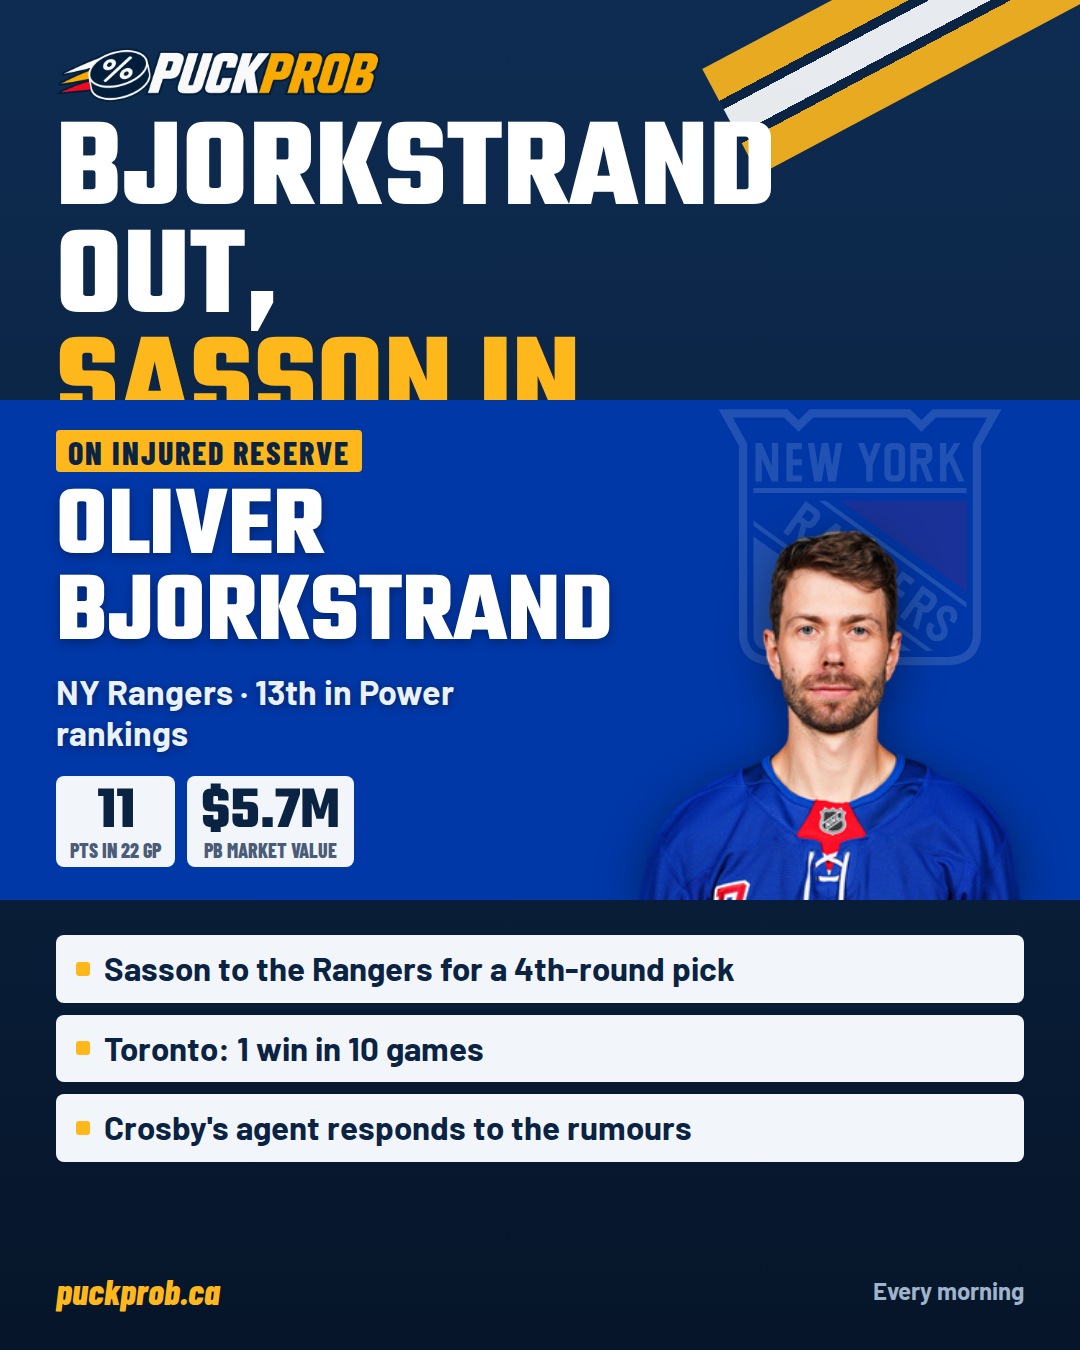 PUCKPROB
BJORKSTRAND
OUT,
SASSON IN
NEW YORK
ON INJURED RESERVE
OLIVER
BJORKSTRAND
NY Rangers · 13th in Power
rankings
11
PTS IN 22 GP
$5.7M
PB MARKET VALUE
Sasson to the Rangers for a 4th-round pick
Toronto: 1 win in 10 games
Crosby's agent responds to the rumours
puckprob.ca
Every morning